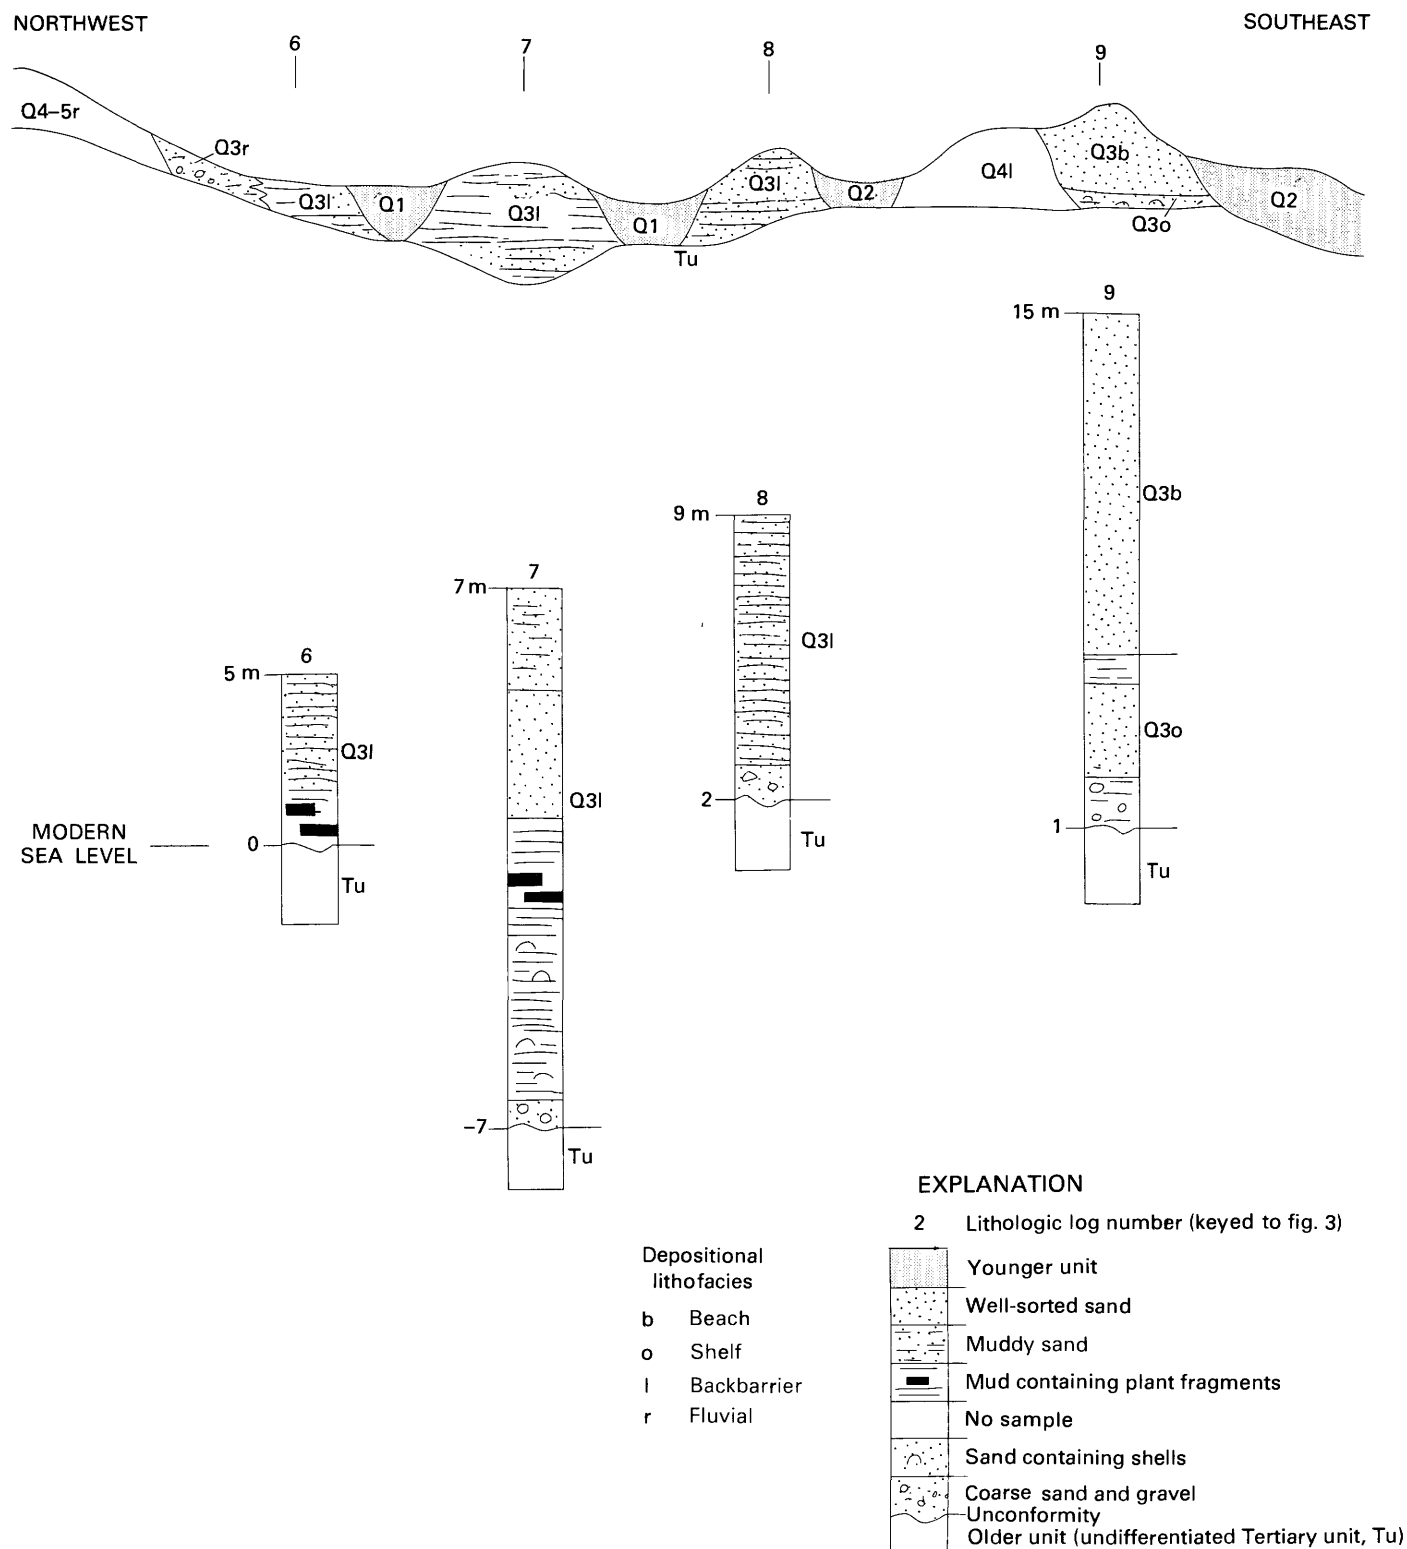 NORTHWEST
SOUTHEAST
6
7
8
9
Q4–5r
Q3r
Q3l
Q1
Q3l
Q1
Tu
Q3l
Q2
Q4l
Q3b
Q3o
Q2
9
15 m
Q3b
Q3o
1
Tu
8
9 m
Q3l
2
Tu
7
7 m
Q3l
–7
Tu
6
5 m
Q3l
0
Tu
MODERN
SEA LEVEL
Depositional
lithofacies
b Beach
o Shelf
l Backbarrier
r Fluvial
EXPLANATION
2 Lithologic log number (keyed to fig. 3)
Younger unit
Well-sorted sand
Muddy sand
Mud containing plant fragments
No sample
Sand containing shells
Coarse sand and gravel
Unconformity
Older unit (undifferentiated Tertiary unit, Tu)